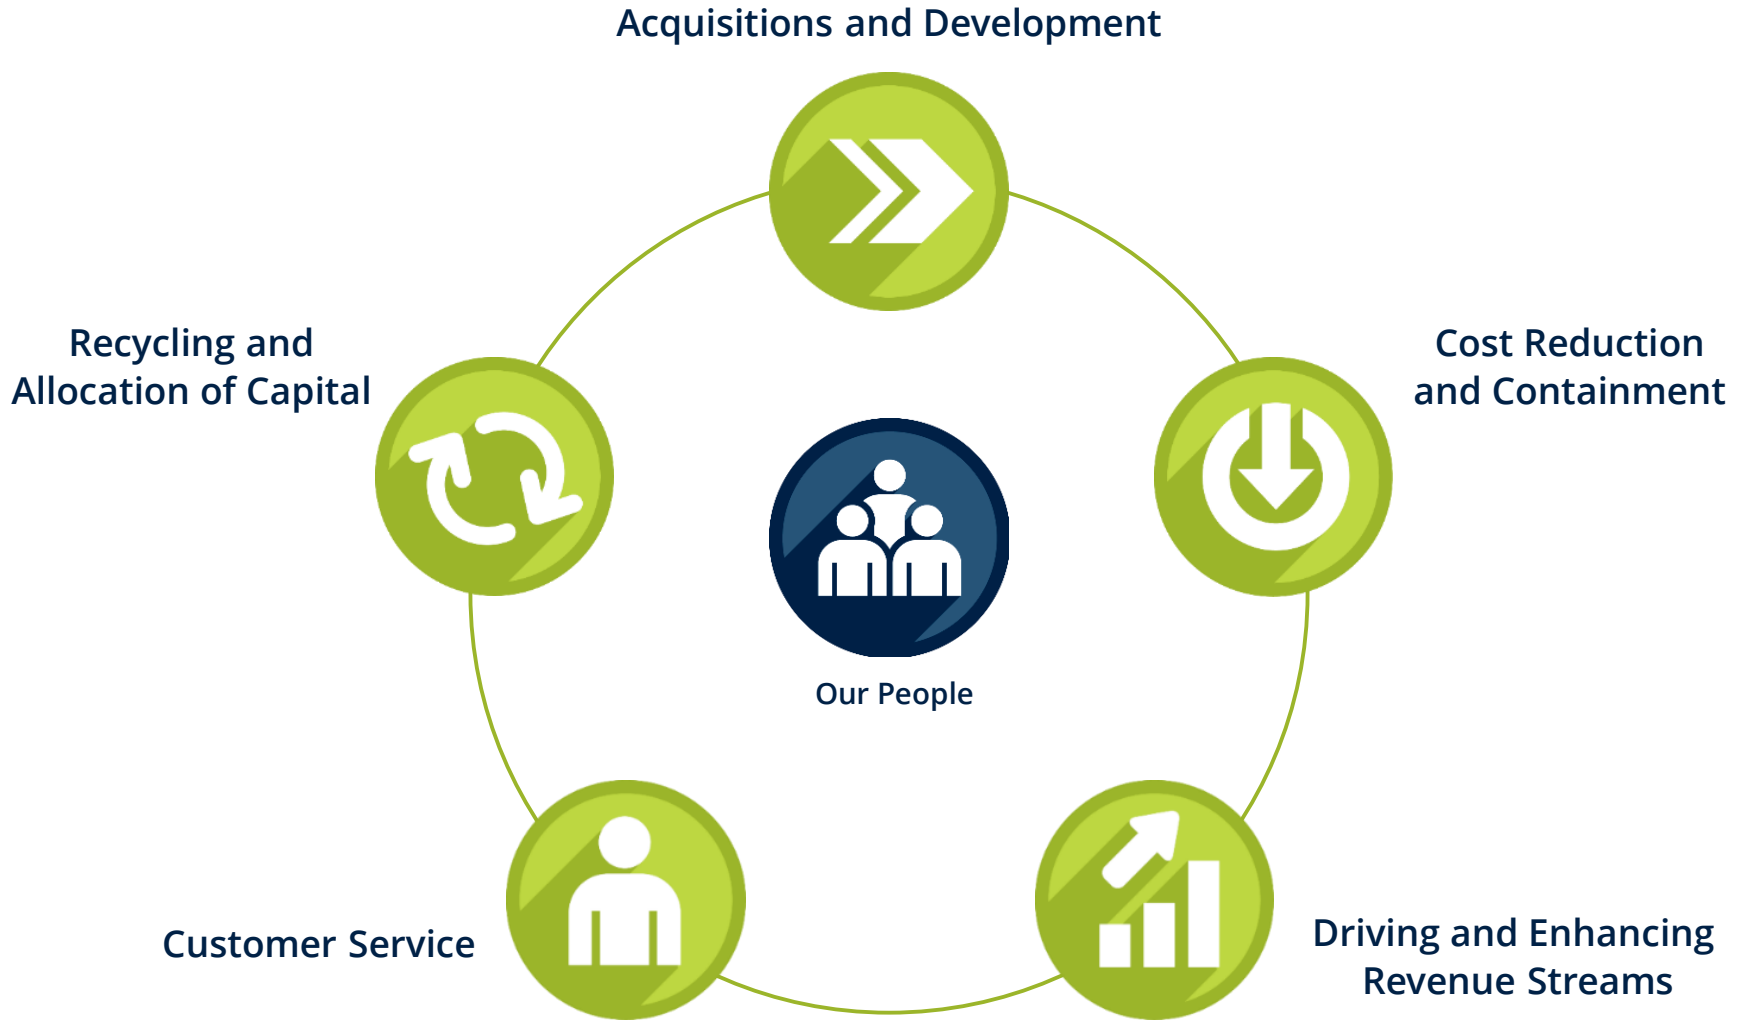 Acquisitions and Development
Recycling and
Allocation of Capital
Cost Reduction
and Containment
Our People
Customer Service
Driving and Enhancing
Revenue Streams